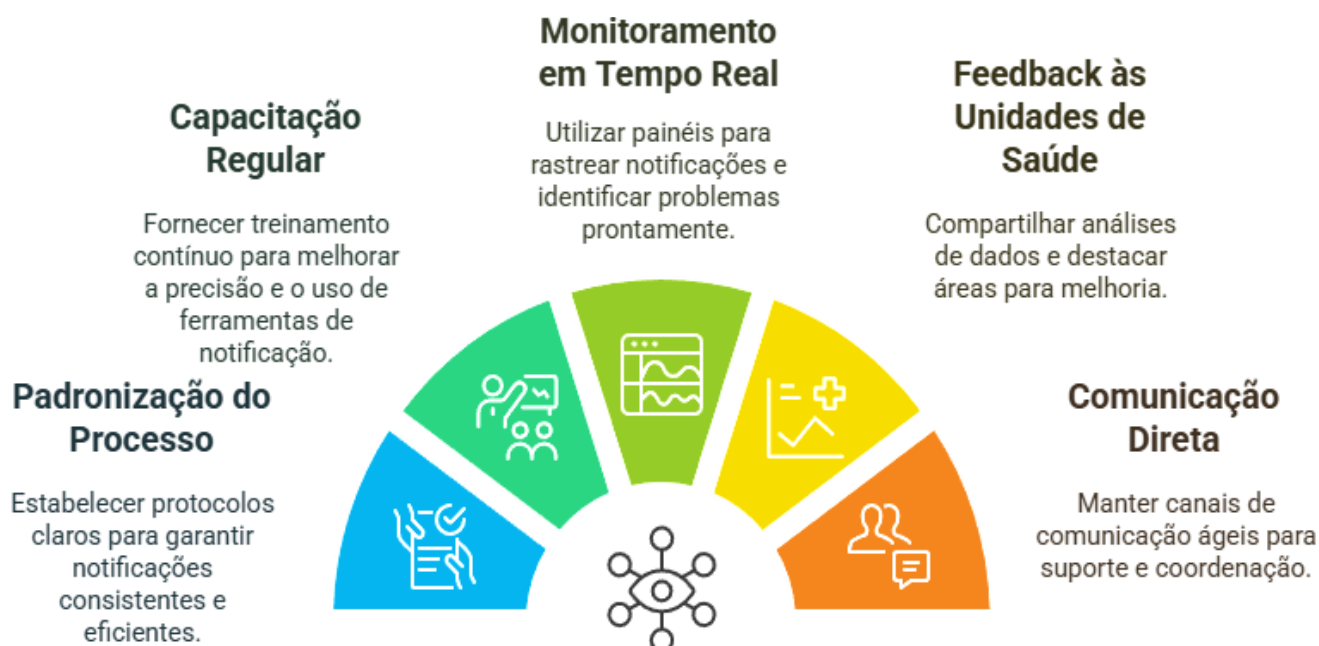 Padronização do
Processo
Estabelecer protocolos
claros para garantir
notificações
consistentes e
eficientes.
Capacitação
Regular
Fornecer treinamento
contínuo para melhorar
a precisão e o uso de
ferramentas de
notificação.
Monitoramento
em Tempo Real
Utilizar painéis para
rastrear notificações e
identificar problemas
prontamente.
Feedback às
Unidades de
Saúde
Compartilhar análises
de dados e destacar
áreas para melhoria.
Comunicação
Direta
Manter canais de
comunicação ágeis para
suporte e coordenação.